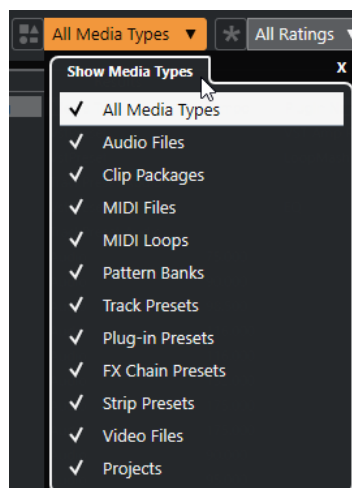 All Media Types ▼ All Ratings
Show Media Types X
✓ All Media Types
✓ Audio Files
✓ Clip Packages
✓ MIDI Files
✓ MIDI Loops
✓ Pattern Banks
✓ Track Presets
✓ Plug-in Presets
✓ FX Chain Presets
✓ Strip Presets
✓ Video Files
✓ Projects